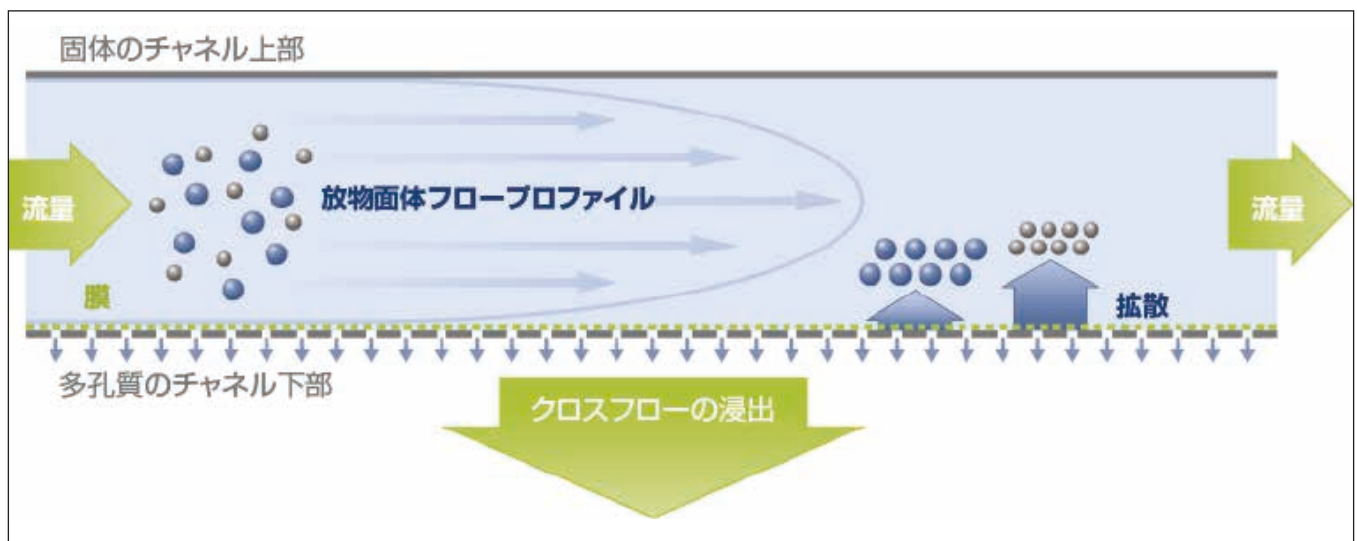 固体のチャネル上部
流量
放物面体フロープロファイル
流量
膜
拡散
多孔質のチャネル下部
クロスフローの浸出